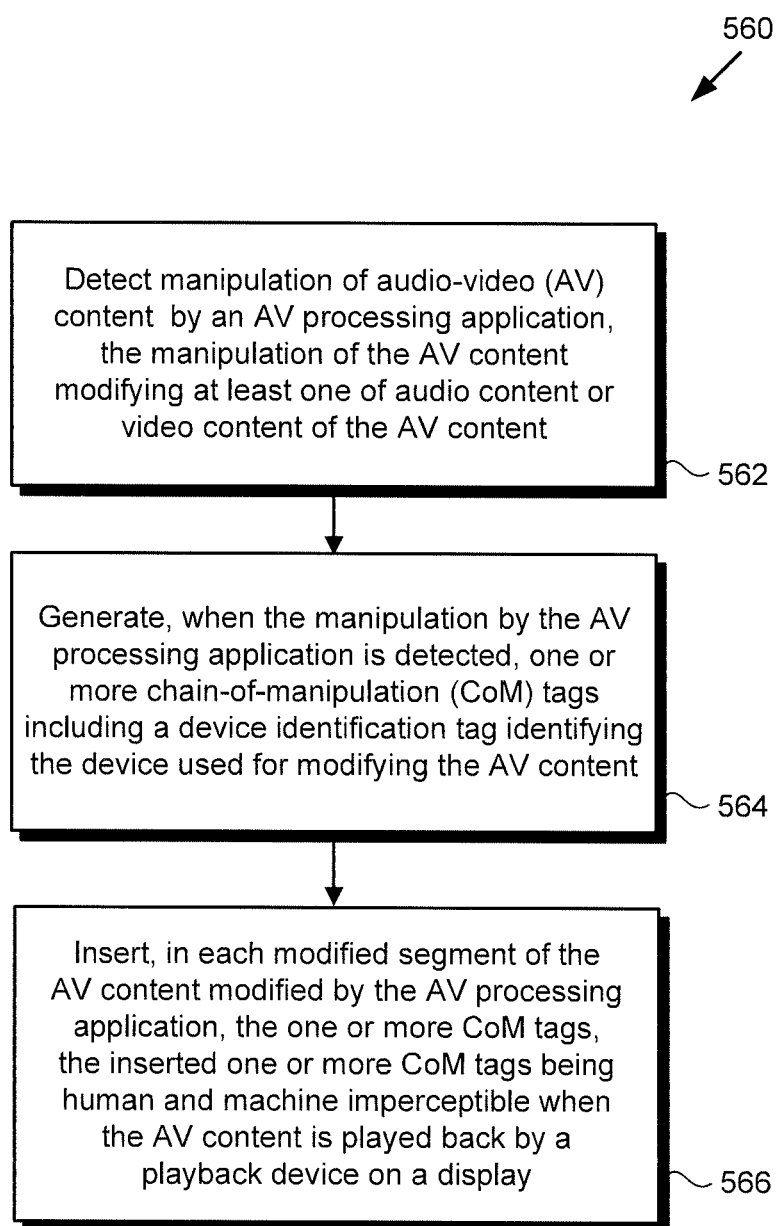 560
Detect manipulation of audio-video (AV)
content by an AV processing application,
the manipulation of the AV content
modifying at least one of audio content or
video content of the AV content
562
Generate, when the manipulation by the AV
processing application is detected, one or
more chain-of-manipulation (CoM) tags
including a device identification tag identifying
the device used for modifying the AV content
564
Insert, in each modified segment of the
AV content modified by the AV processing
application, the one or more CoM tags,
the inserted one or more CoM tags being
human and machine imperceptible when
the AV content is played back by a
playback device on a display
566